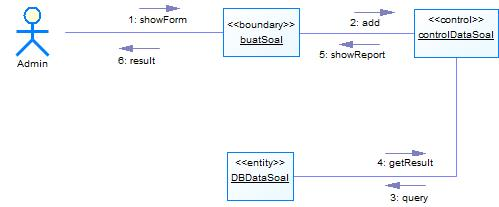 1: showForm
<<boundary>>
2: add
<<control>>
buatSoal
controlDataSoal
6: result
5: showReport
Admin
<<entity>>
4: getResult
DBDataSoal
3: query